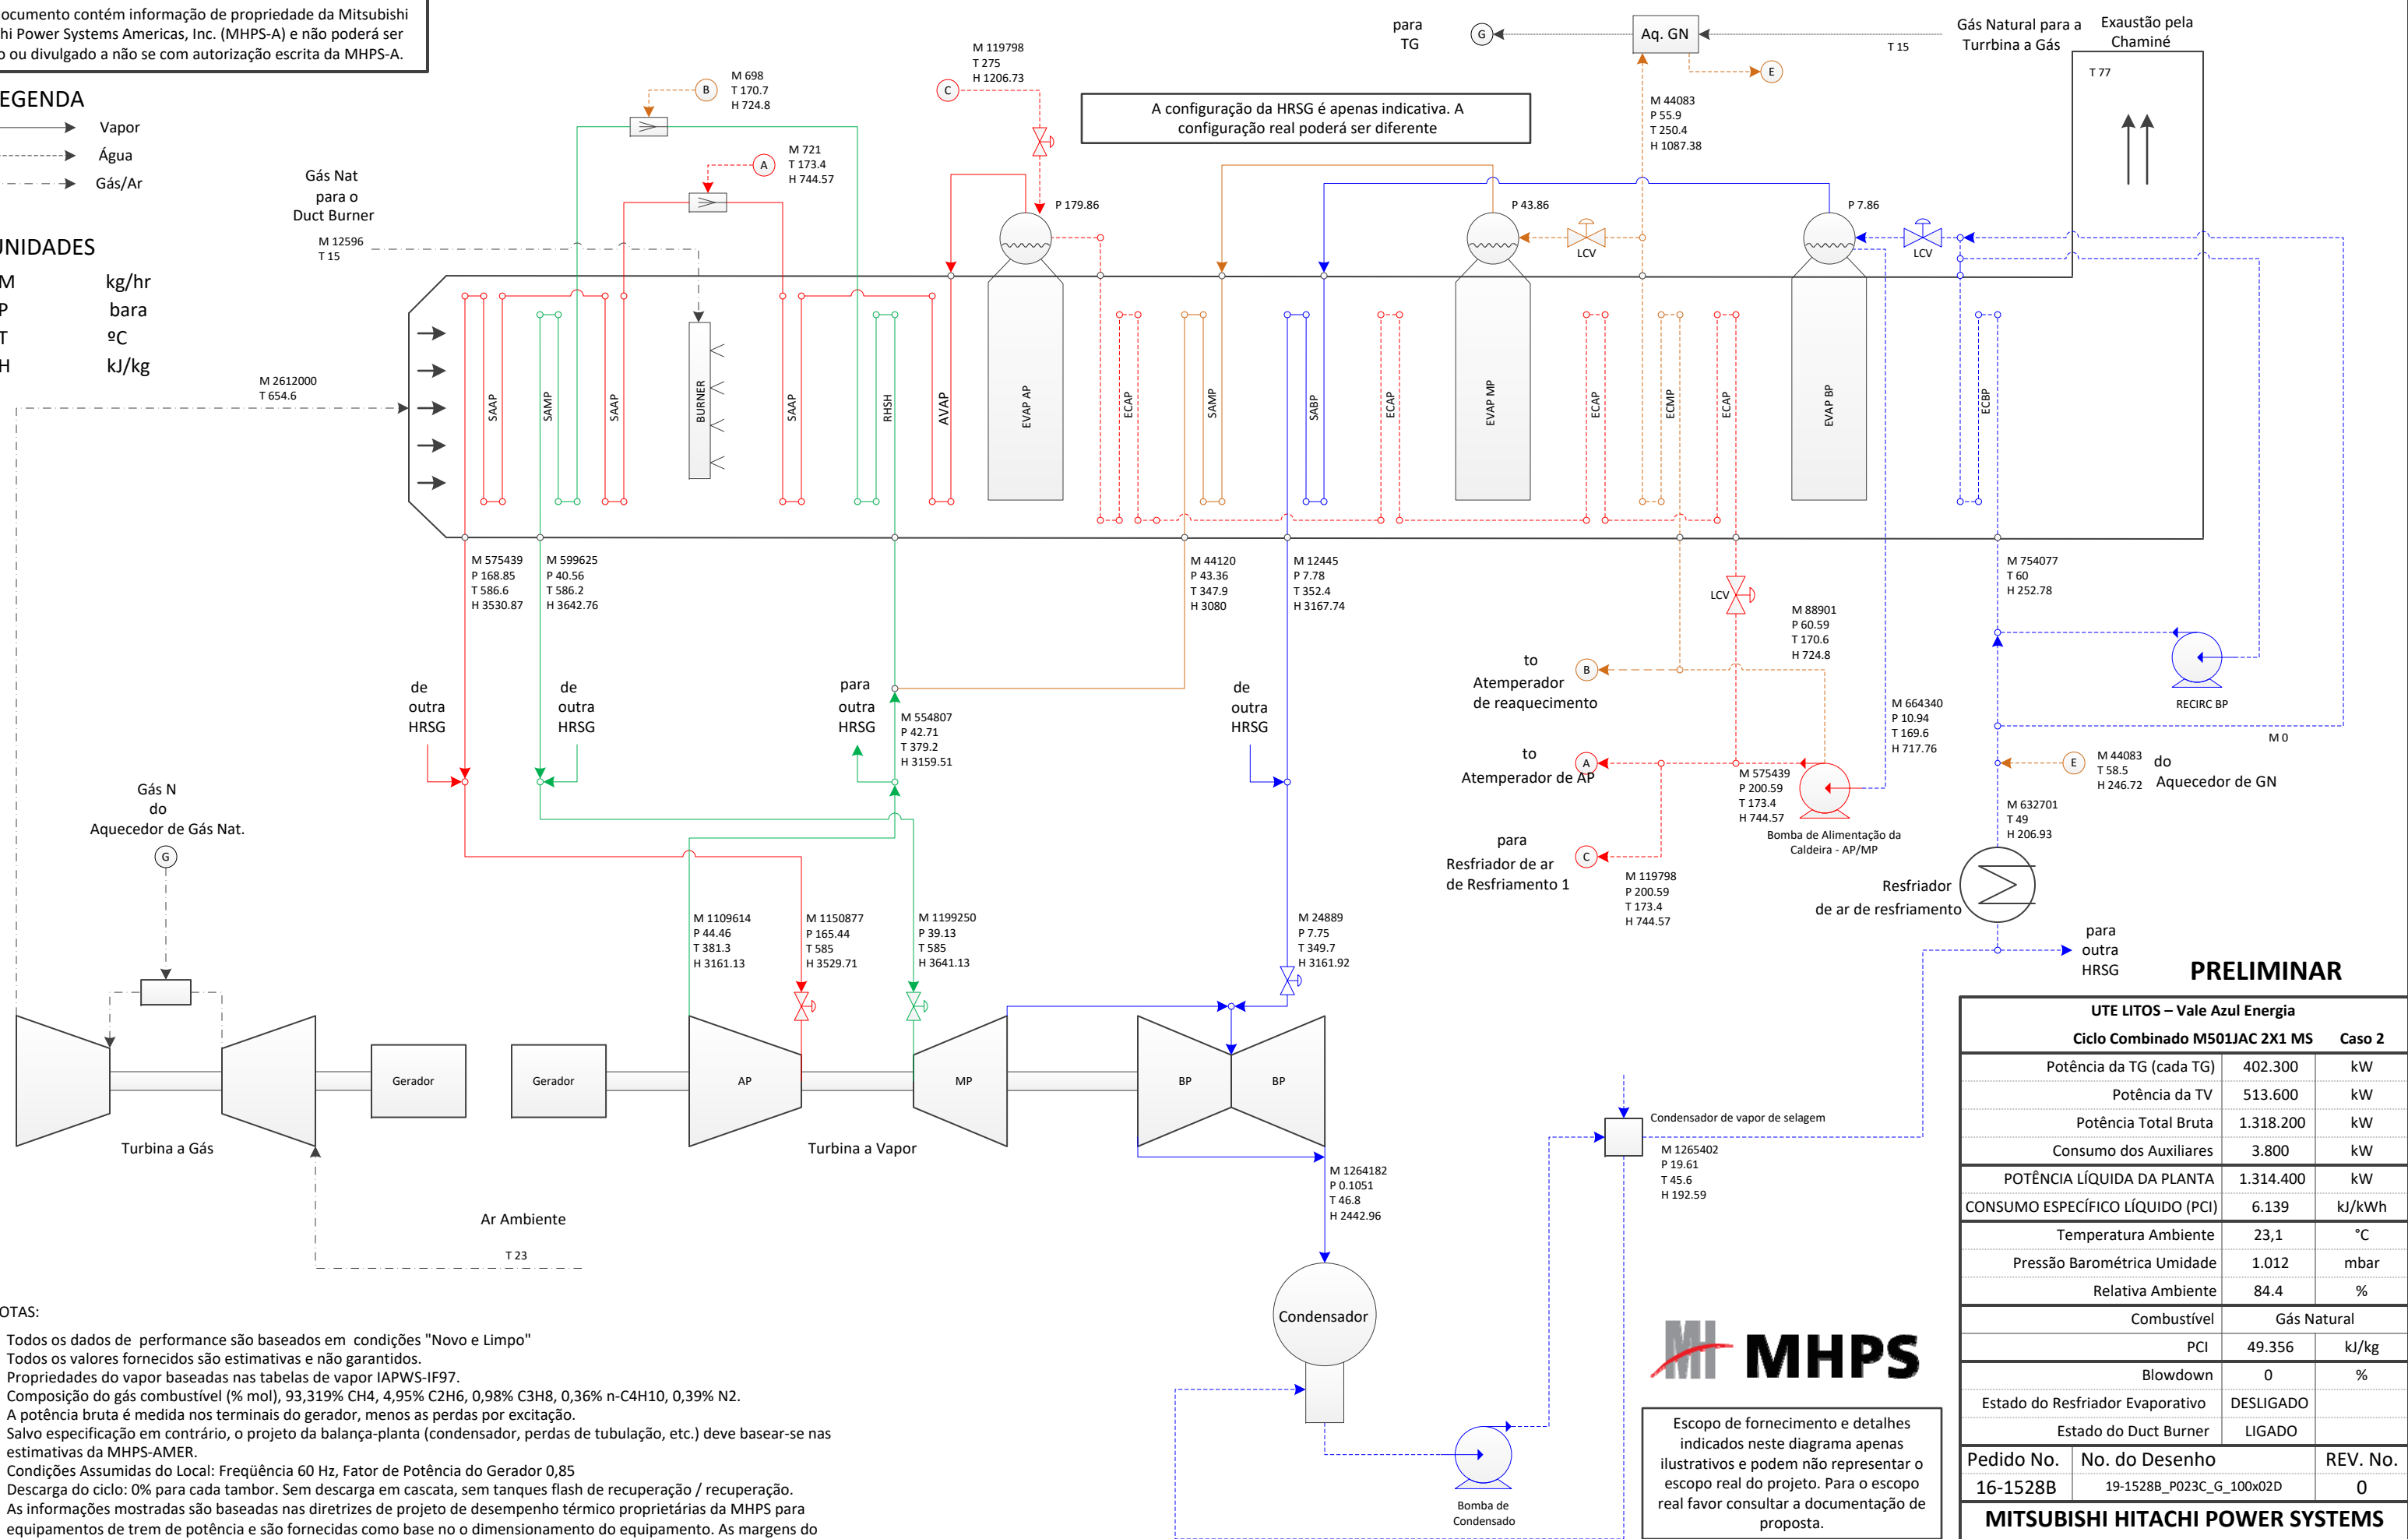 ocumento contém informação de propriedade da Mitsubishi
hi Power Systems Americas, Inc. (MHPS-A) e não poderá ser
o ou divulgado a não se com autorização escrita da MHPS-A.
EGENDA
Vapor
Água
Gás/Ar
UNIDADES
M kg/hr
P bara
T ºC
H kJ/kg
Gás Nat
para o
Duct Burner
M 12596
T 15
M 2612000
T 654.6
B
M 698
T 170.7
H 724.8
A
M 721
T 173.4
H 744.57
C
M 119798
T 275
H 1206.73
A configuração da HRSG é apenas indicativa. A
configuração real poderá ser diferente
para
TG
G
Aq. GN
E
T 15
Gás Natural para a
Turrbina a Gás
Exaustão pela
Chaminé
T 77
M 44083
P 55.9
T 250.4
H 1087.38
P 179.86
P 43.86
P 7.86
LCV
LCV
SAAP
SAMP
SAAP
BURNER
SAAP
RHSH
AVAP
EVAP AP
ECAP
SAMP
SABP
ECAP
EVAP MP
ECAP
ECMP
ECAP
EVAP BP
ECBP
M 575439
P 168.85
T 586.6
H 3530.87
M 599625
P 40.56
T 586.2
H 3642.76
M 44120
P 43.36
T 347.9
H 3080
M 12445
P 7.78
T 352.4
H 3167.74
LCV
M 754077
T 60
H 252.78
M 88901
P 60.59
T 170.6
H 724.8
to
Atemperador
de reaquecimento
B
RECIRC BP
de
outra
HRSG
de
outra
HRSG
para
outra
HRSG
M 554807
P 42.71
T 379.2
H 3159.51
de
outra
HRSG
M 664340
P 10.94
T 169.6
H 717.76
M 0
to
Atemperador de AP
A
M 575439
P 200.59
T 173.4
H 744.57
Bomba de Alimentação da
Caldeira - AP/MP
E
M 44083
T 58.5
H 246.72
do
Aquecedor de GN
M 632701
T 49
H 206.93
Gás N
do
Aquecedor de Gás Nat.
G
para
Resfriador de ar
de Resfriamento 1
C
M 119798
P 200.59
T 173.4
H 744.57
Resfriador
de ar de resfriamento
para
outra
HRSG
M 1109614
P 44.46
T 381.3
H 3161.13
M 1150877
P 165.44
T 585
H 3529.71
M 1199250
P 39.13
T 585
H 3641.13
M 24889
P 7.75
T 349.7
H 3161.92
Gerador
Gerador
AP
MP
BP
BP
Turbina a Gás
Turbina a Vapor
Ar Ambiente
T 23
M 1264182
P 0.1051
T 46.8
H 2442.96
Condensador
Condensador de vapor de selagem
M 1265402
P 19.61
T 45.6
H 192.59
Bomba de
Condensado
OTAS:
Todos os dados de performance são baseados em condições "Novo e Limpo"
Todos os valores fornecidos são estimativas e não garantidos.
Propriedades do vapor baseadas nas tabelas de vapor IAPWS-IF97.
Composição do gás combustível (% mol), 93,319% CH4, 4,95% C2H6, 0,98% C3H8, 0,36% n-C4H10, 0,39% N2.
A potência bruta é medida nos terminais do gerador, menos as perdas por excitação.
Salvo especificação em contrário, o projeto da balança-planta (condensador, perdas de tubulação, etc.) deve basear-se nas
estimativas da MHPS-AMER.
Condições Assumidas do Local: Freqüência 60 Hz, Fator de Potência do Gerador 0,85
Descarga do ciclo: 0% para cada tambor. Sem descarga em cascata, sem tanques flash de recuperação / recuperação.
As informações mostradas são baseadas nas diretrizes de projeto de desempenho térmico proprietárias da MHPS para
equipamentos de trem de potência e são fornecidas como base no o dimensionamento do equipamento. As margens do
MHPS
Escopo de fornecimento e detalhes
indicados neste diagrama apenas
ilustrativos e podem não representar o
escopo real do projeto. Para o escopo
real favor consultar a documentação de
proposta.
PRELIMINAR
UTE LITOS – Vale Azul Energia
Ciclo Combinado M501JAC 2X1 MS Caso 2
Potência da TG (cada TG) 402.300 kW
Potência da TV 513.600 kW
Potência Total Bruta 1.318.200 kW
Consumo dos Auxiliares 3.800 kW
POTÊNCIA LÍQUIDA DA PLANTA 1.314.400 kW
CONSUMO ESPECÍFICO LÍQUIDO (PCI) 6.139 kJ/kWh
Temperatura Ambiente 23,1 °C
Pressão Barométrica Umidade 1.012 mbar
Relativa Ambiente 84.4 %
Combustível Gás Natural
PCI 49.356 kJ/kg
Blowdown 0 %
Estado do Resfriador Evaporativo DESLIGADO
Estado do Duct Burner LIGADO
Pedido No. No. do Desenho REV. No.
16-1528B 19-1528B_P023C_G_100x02D 0
MITSUBISHI HITACHI POWER SYSTEMS